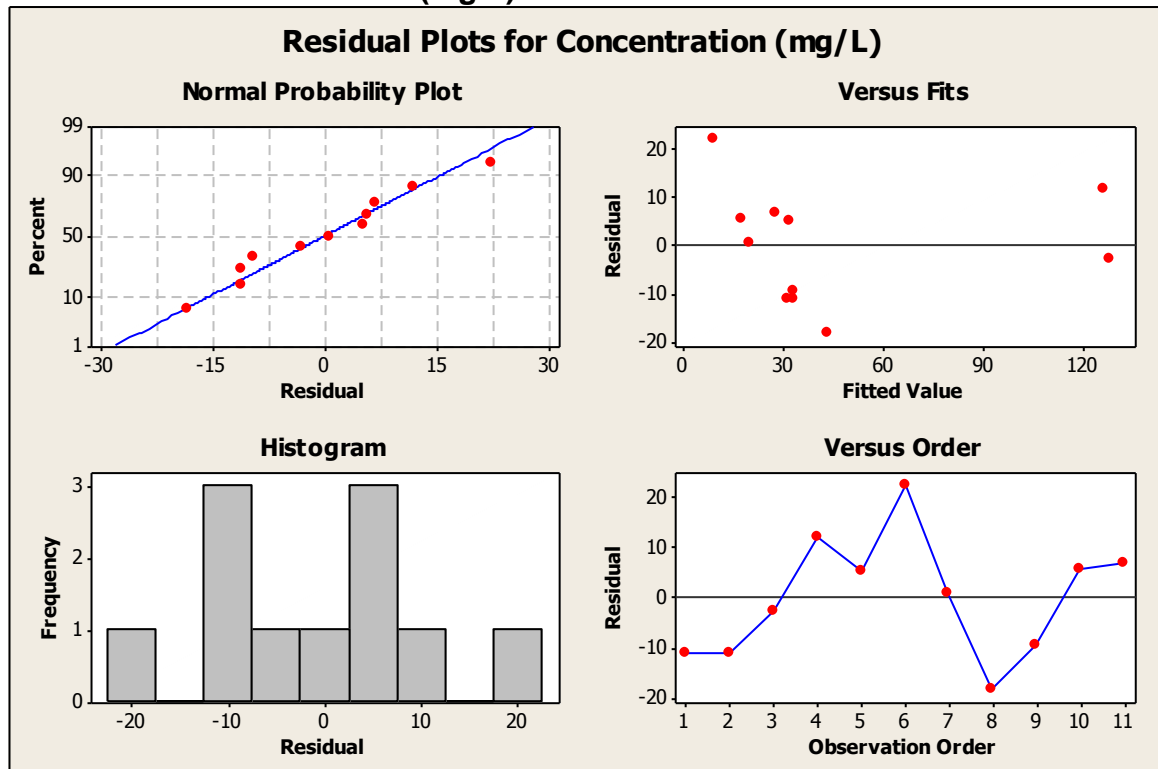 Residual Plots for Concentration (mg/L)
Normal Probability Plot
99
90
50
10
1
Percent
-30 -15 0 15 30
Residual
Versus Fits
20
10
0
-10
-20
Residual
0 30 60 90 120
Fitted Value
Histogram
3
2
1
0
Frequency
-20 -10 0 10 20
Residual
Versus Order
20
10
0
-10
-20
Residual
1 2 3 4 5 6 7 8 9 10 11
Observation Order